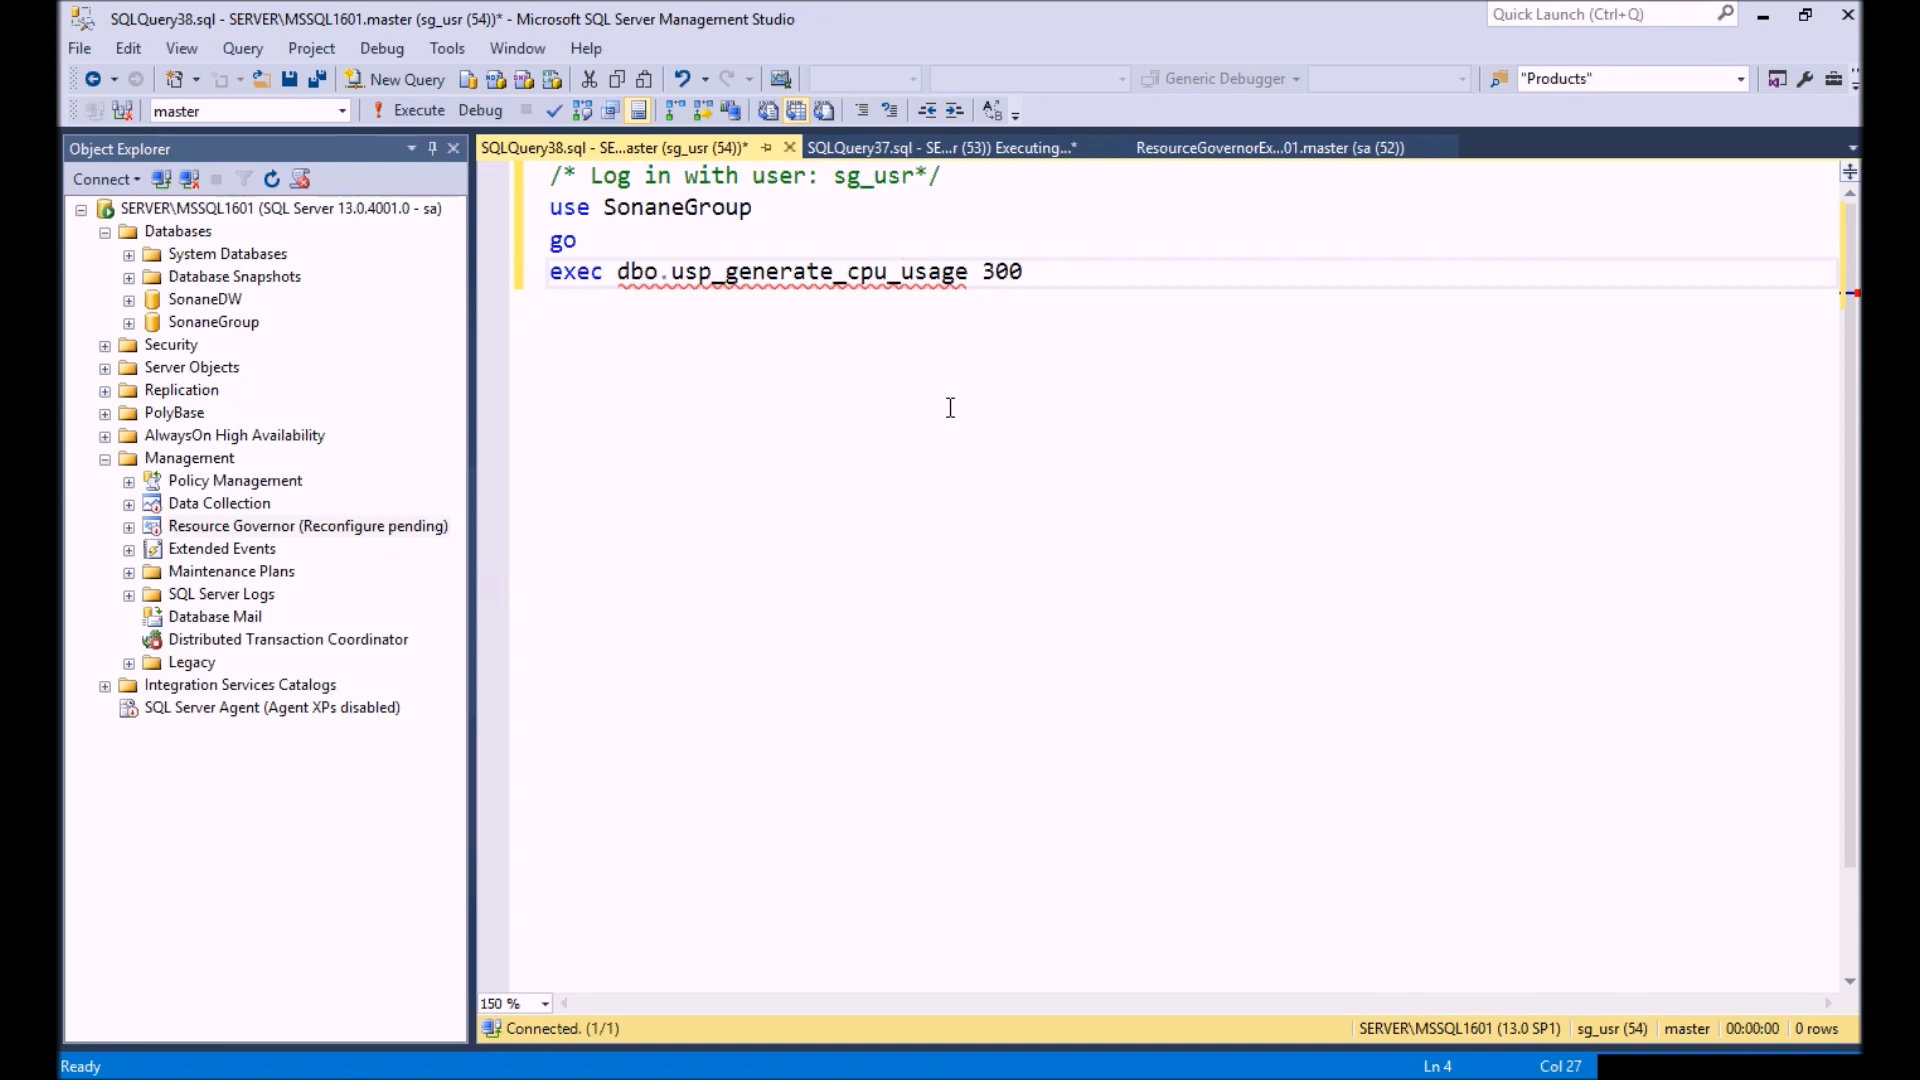 SQLQuery38.sql - SERVER\MSSQL1601.master (sg_usr (54))* - Microsoft SQL Server Management Studio
Quick Launch (Ctrl+Q)
File Edit View Query Project Debug Tools Window Help
New Query
Generic Debugger
"Products"
master
Execute Debug
Object Explorer
SQLQuery38.sql - SE...aster (sg_usr (54))*
SQLQuery37.sql - SE...r (53)) Executing...*
ResourceGovernorEx...01.master (sa (52))
Connect
SERVER\MSSQL1601 (SQL Server 13.0.4001.0 - sa)
Databases
System Databases
Database Snapshots
SonaneDW
SonaneGroup
Security
Server Objects
Replication
PolyBase
AlwaysOn High Availability
Management
Policy Management
Data Collection
Resource Governor (Reconfigure pending)
Extended Events
Maintenance Plans
SQL Server Logs
Database Mail
Distributed Transaction Coordinator
Legacy
Integration Services Catalogs
SQL Server Agent (Agent XPs disabled)
/* Log in with user: sg_usr*/
use SonaneGroup
go
exec dbo.usp_generate_cpu_usage 300
150 %
Connected. (1/1)
SERVER\MSSQL1601 (13.0 SP1)
sg_usr (54)
master
00:00:00
0 rows
Ready
Ln 4
Col 27